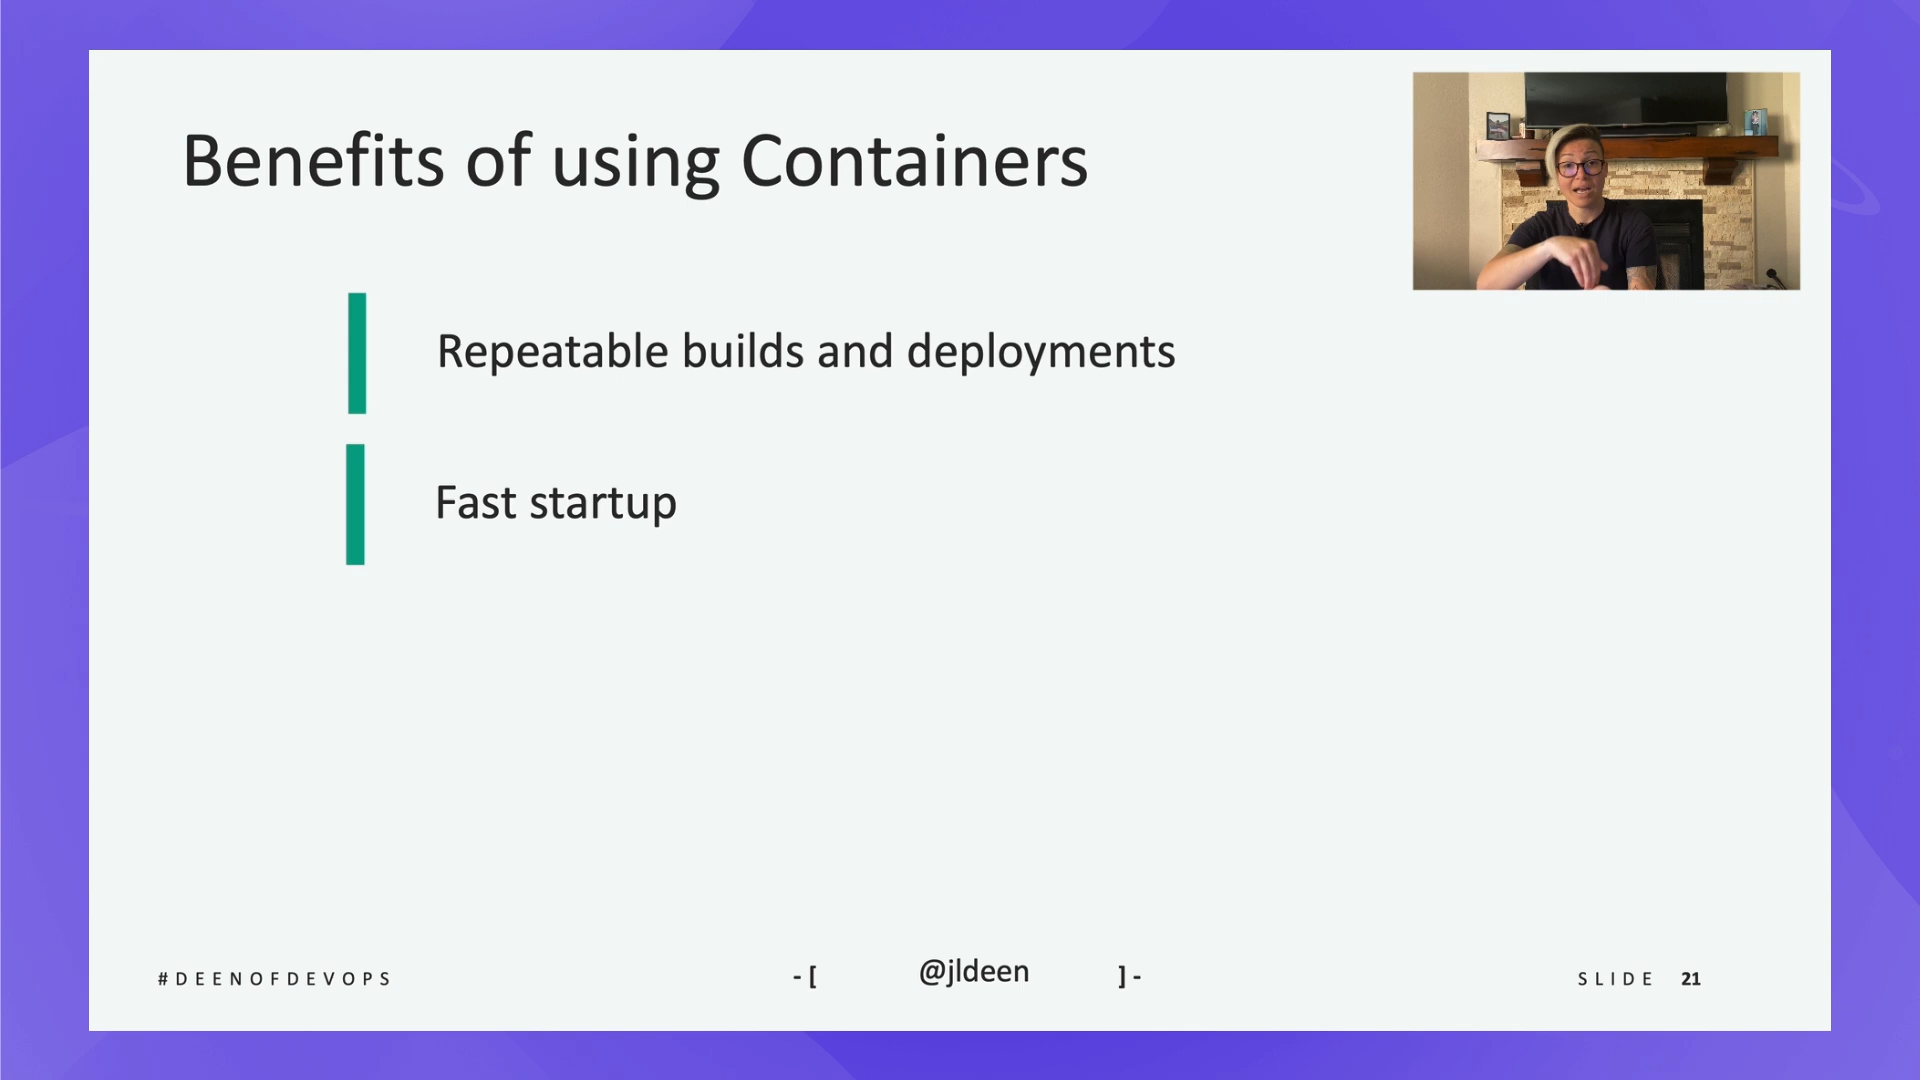 Benefits of using Containers
Repeatable builds and deployments
Fast startup
#DEENOFDEVOPS
-[ @jldeen ]-
SLIDE 21